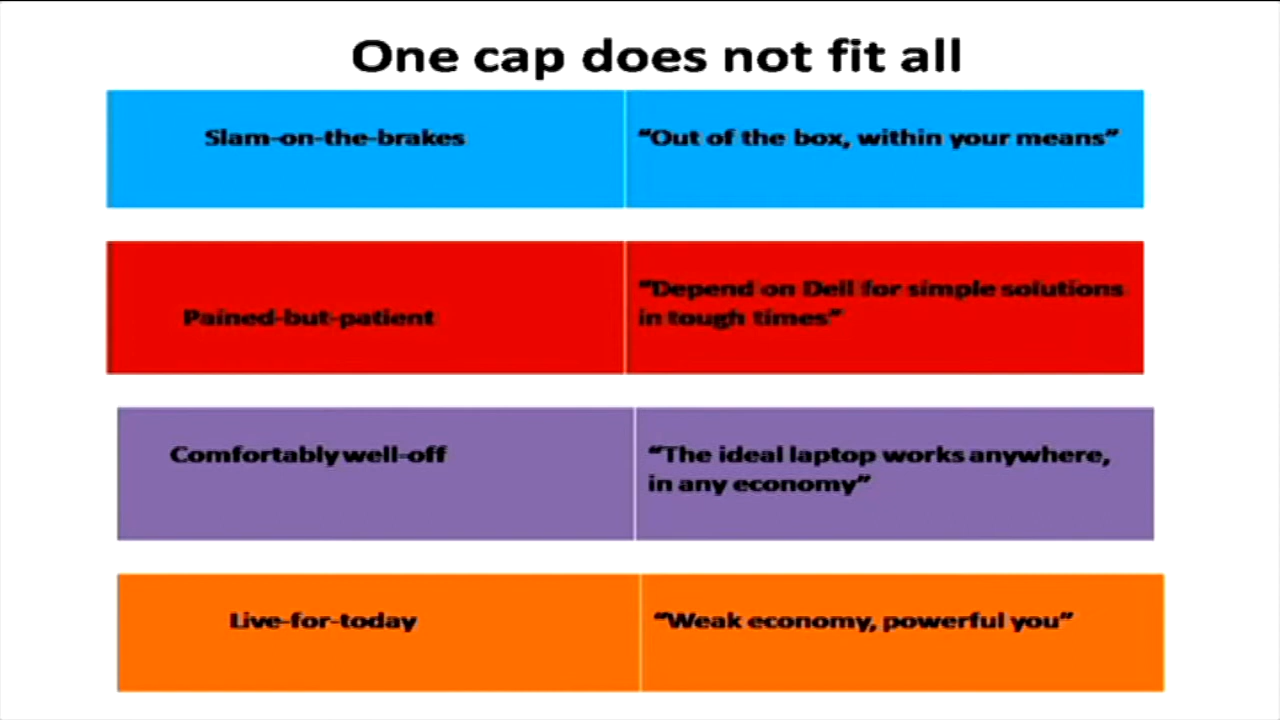 One cap does not fit all
Slam-on-the-brakes
“Out of the box, within your means”
Pained-but-patient
“Depend on Dell for simple solutions
in tough times”
Comfortably well-off
“The ideal laptop works anywhere,
in any economy”
Live-for-today
“Weak economy, powerful you”